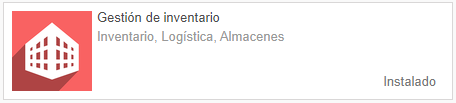 Gestión de inventario
Inventario, Logística, Almacenes
Instalado